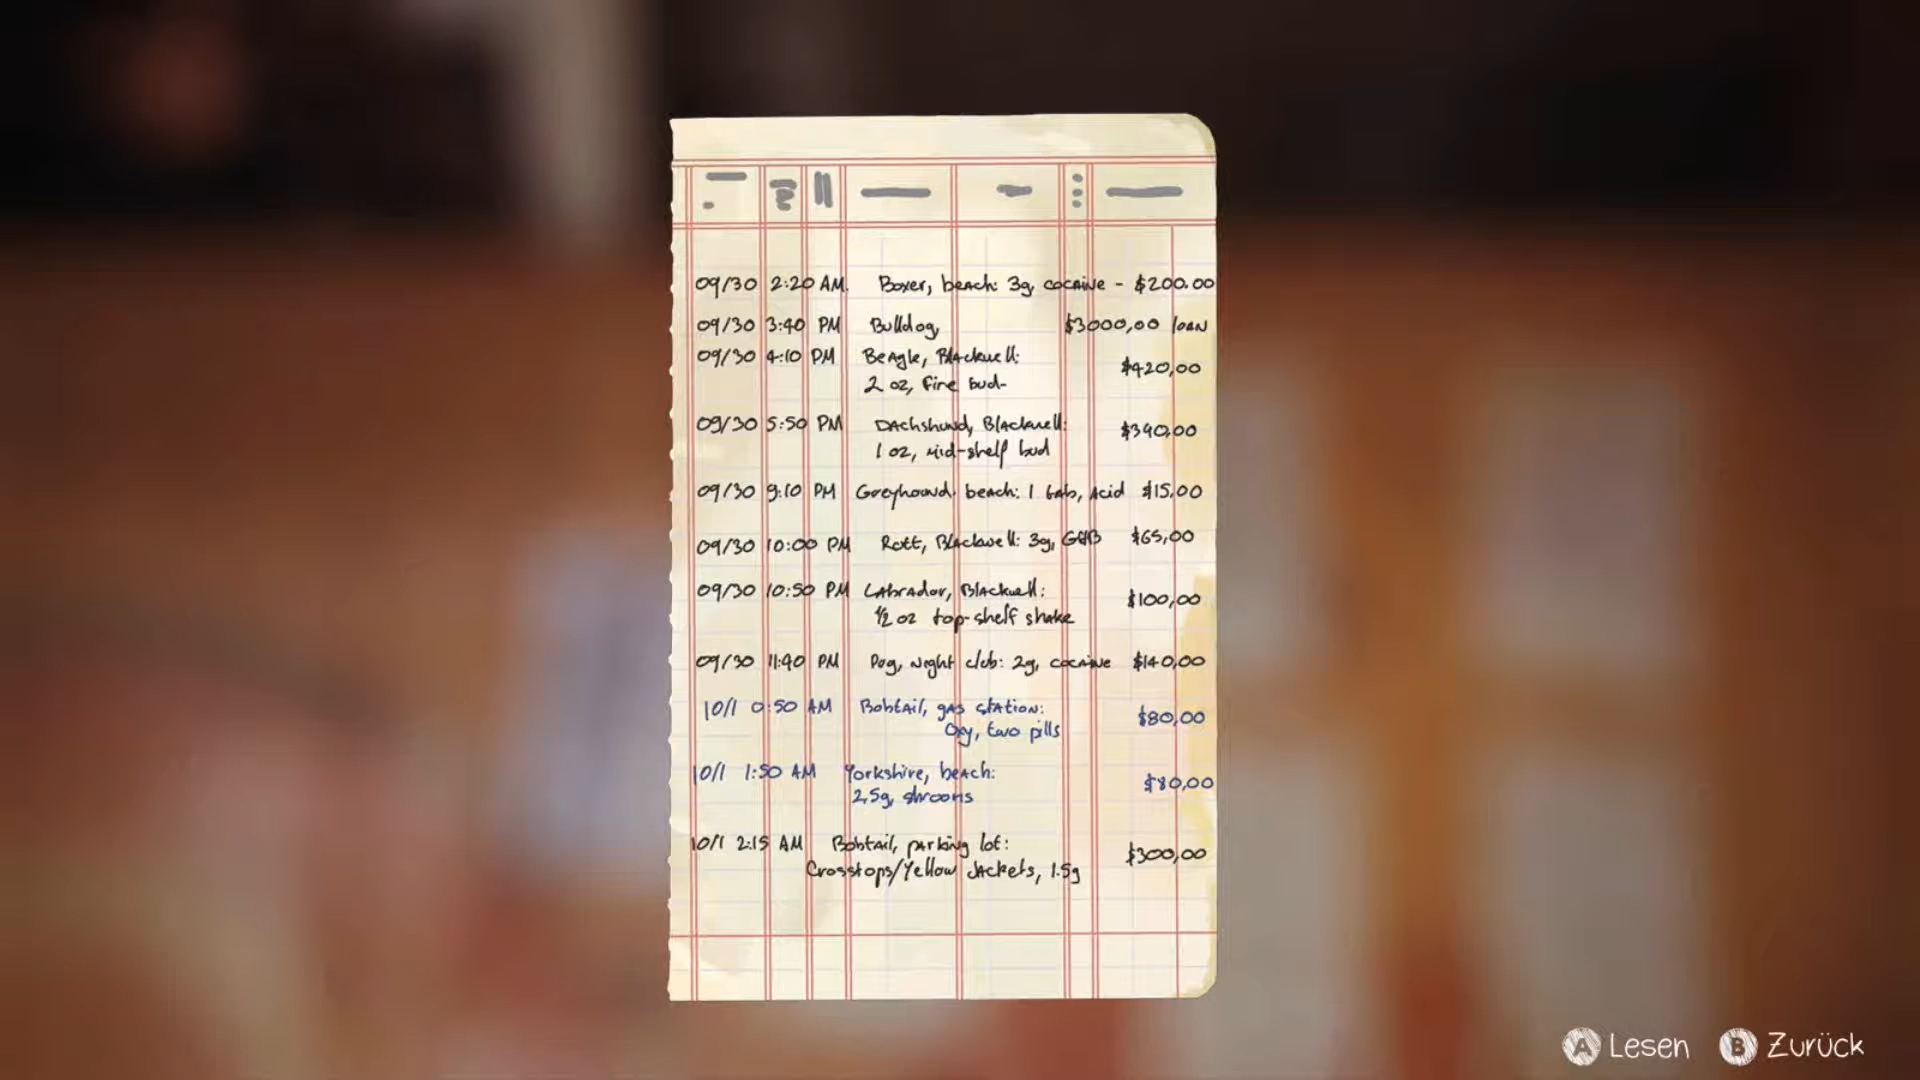 09/30 2:20 AM. Boxer, beach: 3g, cocaine - $200.00
09/30 3:40 PM Bulldog, $3000,00 loan
09/30 4:10 PM Beagle, Blackwell:
2 oz, fine bud- $420,00
09/30 5:50 PM Dachshund, Blackwell: $340,00
1 oz, mid-shelf bud
09/30 9:10 PM Greyhound, beach: 1 tab, acid $15,00
09/30 10:00 PM Rott, Blackwell: 3g, GHB $65,00
09/30 10:50 PM Labrador, Blackwell: $100,00
1/2 oz top-shelf shake
09/30 11:40 PM Pug, night club: 2g, cocaine $140,00
10/1 0:50 AM Bobtail, gas station: $80,00
Oxy, two pills
10/1 1:50 AM Yorkshire, beach: $80,00
2,5g, shrooms
10/1 2:15 AM Bobtail, parking lot: $300,00
Crosstops/Yellow Jackets, 1.5g
A Lesen B Zurück